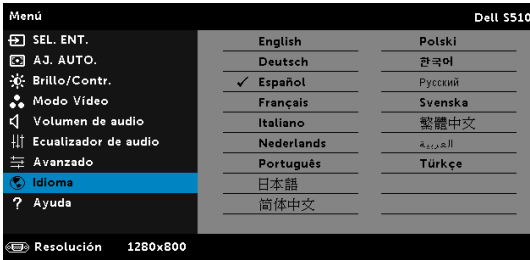 Menú
Dell S510
SEL. ENT.
AJ. AUTO.
Brillo/Contr.
Modo Vídeo
Volumen de audio
Ecualizador de audio
Avanzado
Idioma
Ayuda
English
Deutsch
Español
Français
Italiano
Nederlands
Português
日本語
简体中文
Polski
한국어
Русский
Svenska
繁體中文
العربية
Türkçe
Resolución 1280x800